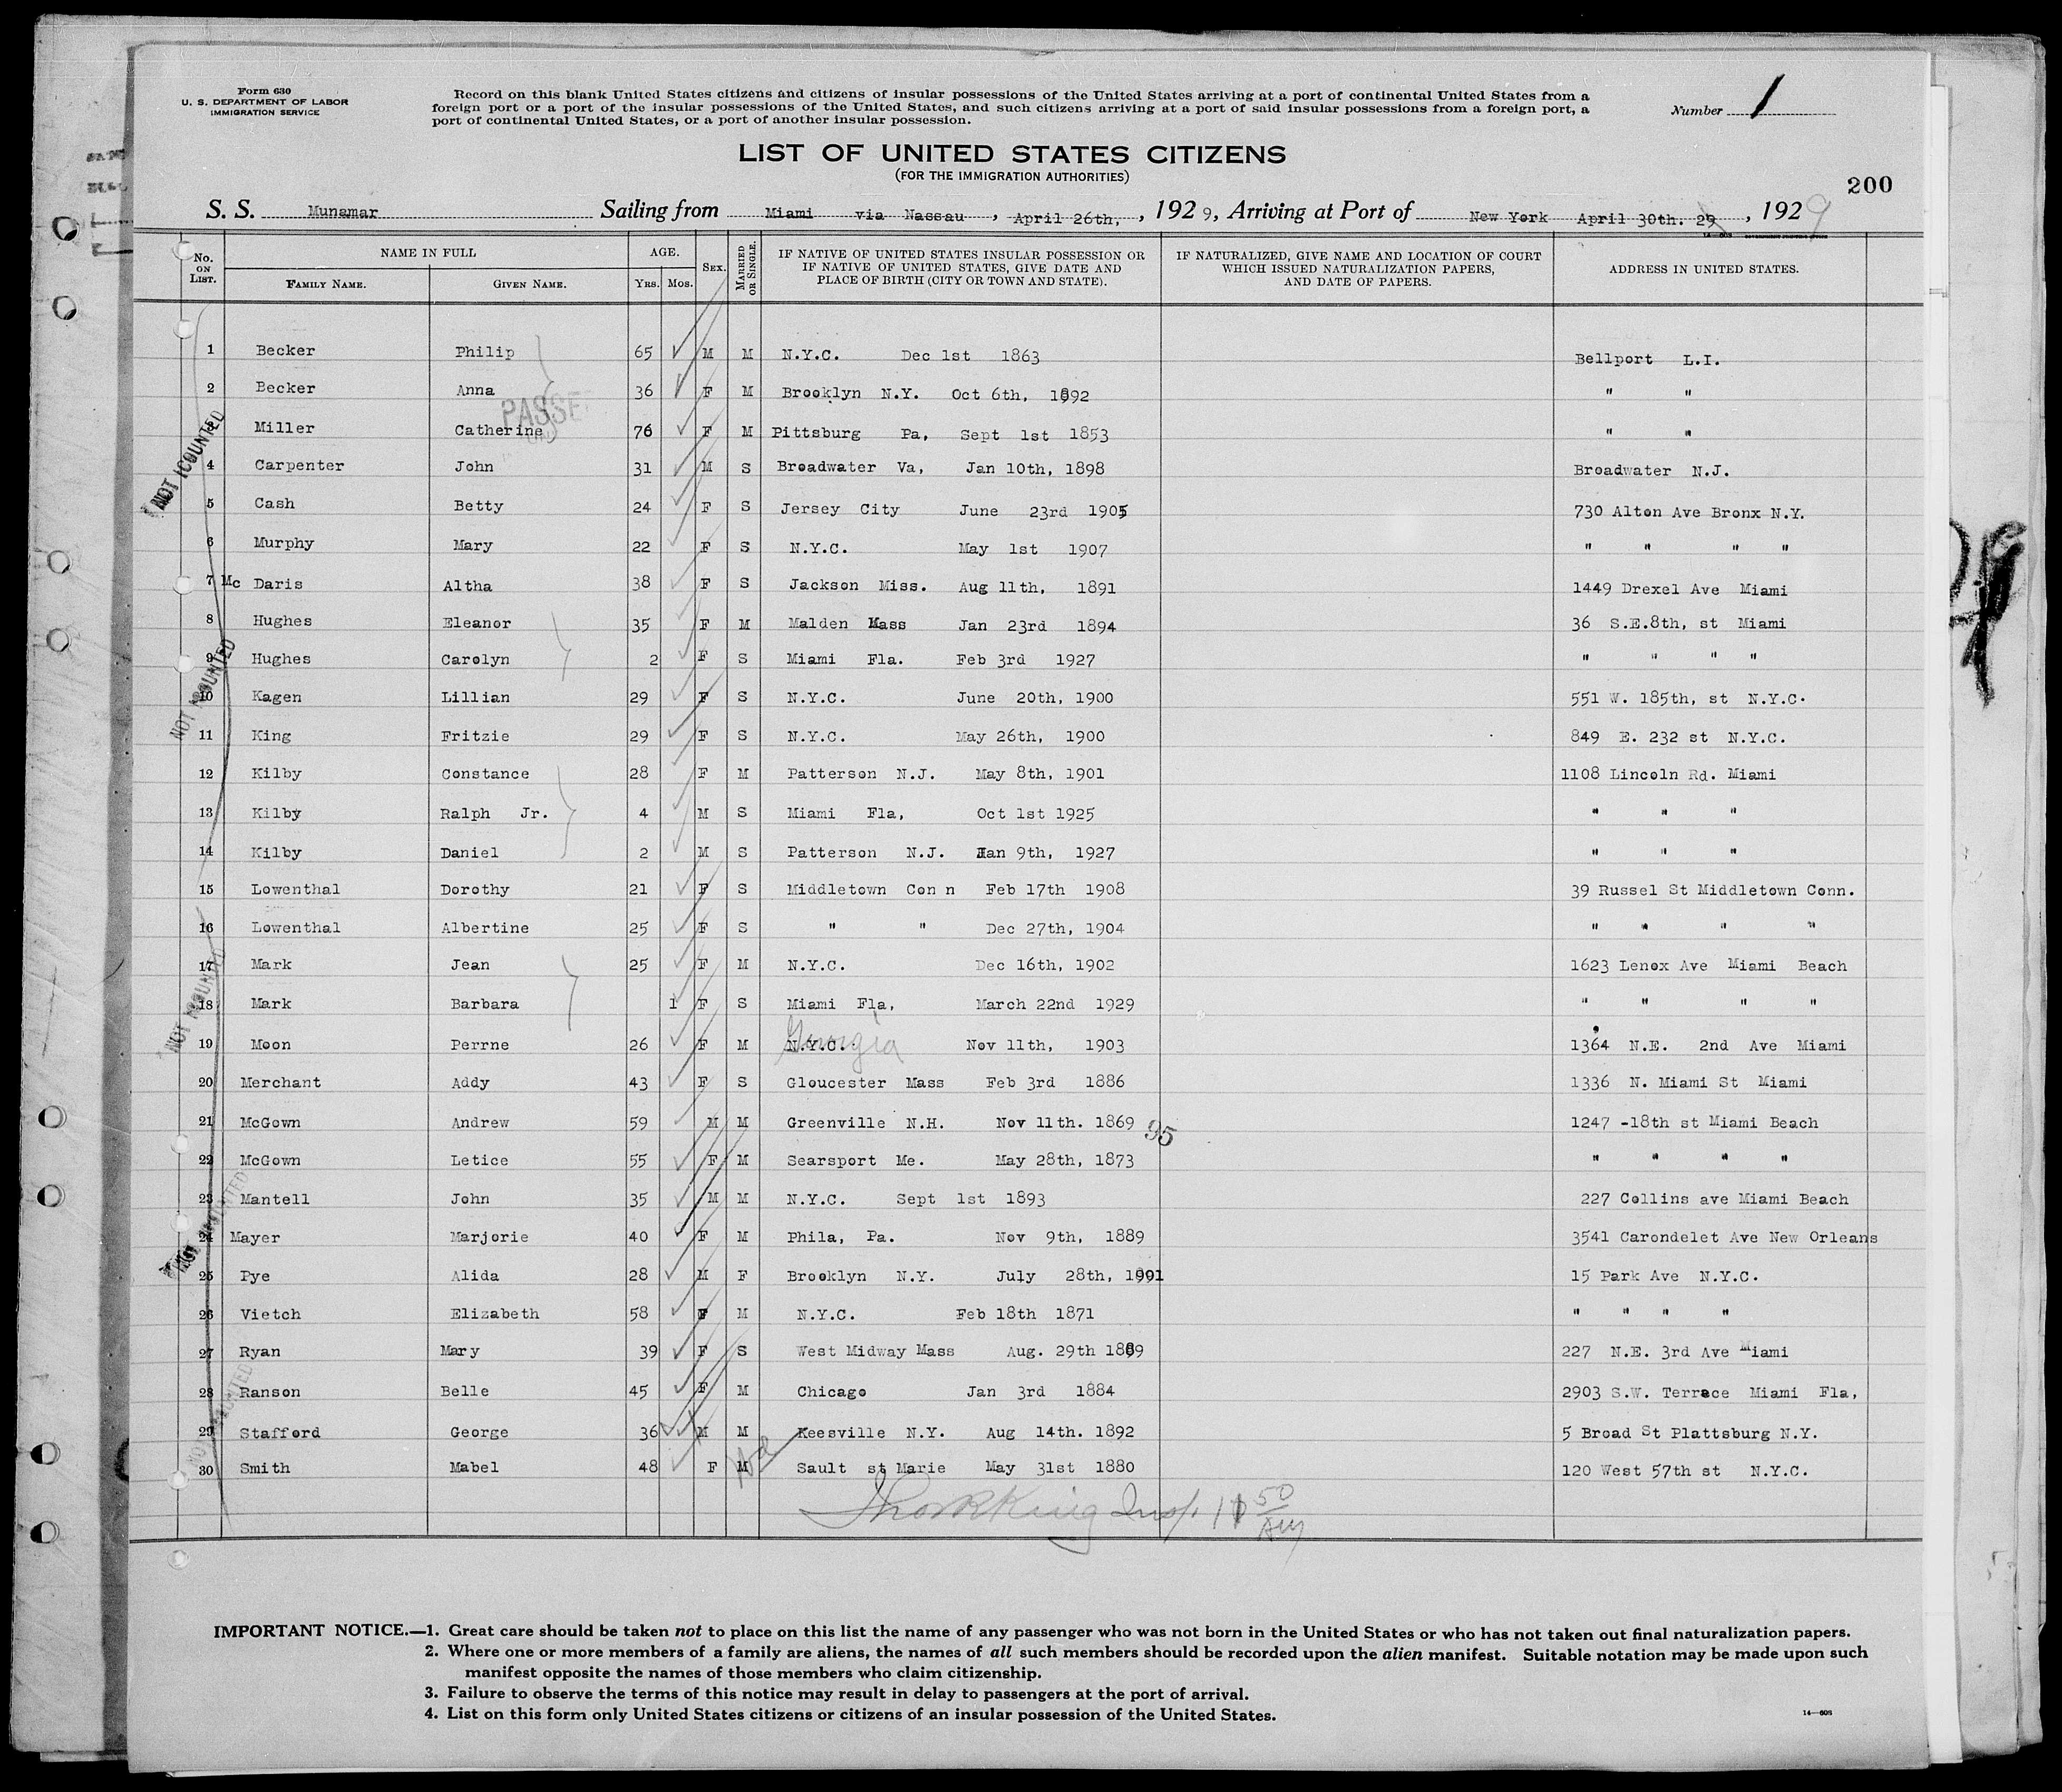 Form 630
U. S. DEPARTMENT OF LABOR
IMMIGRATION SERVICE
Record on this blank United States citizens and citizens of insular possessions of the United States arriving at a port of continental United States from a
foreign port or a port of the insular possessions of the United States, and such citizens arriving at a port of said insular possessions from a foreign port, a
port of continental United States, or a port of another insular possession.
Number 1
LIST OF UNITED STATES CITIZENS
(FOR THE IMMIGRATION AUTHORITIES)
200
S. S. Munamar Sailing from Miami via Nassau , April 26th, , 1929, Arriving at Port of New York April 30th. 29 , 1929
No. ON LIST. NAME IN FULL AGE. SEX. MARRIED OR SINGLE. IF NATIVE OF UNITED STATES INSULAR POSSESSION OR IF NATIVE OF UNITED STATES, GIVE DATE AND PLACE OF BIRTH (CITY OR TOWN AND STATE). IF NATURALIZED, GIVE NAME AND LOCATION OF COURT WHICH ISSUED NATURALIZATION PAPERS, AND DATE OF PAPERS. ADDRESS IN UNITED STATES.
FAMILY NAME. GIVEN NAME. YRS. MOS.
1 Becker Philip 65 M M N.Y.C. Dec 1st 1863 Bellport L.I.
2 Becker Anna 36 F M Brooklyn N.Y. Oct 6th, 1892 " "
PASSED
3 Miller Catherine 76 F M Pittsburg Pa, Sept 1st 1853 " "
4 Carpenter John 31 M S Broadwater Va, Jan 10th, 1898 Broadwater N.J.
NOT COUNTED
5 Cash Betty 24 F S Jersey City June 23rd 1905 730 Alton Ave Bronx N.Y.
6 Murphy Mary 22 F S N.Y.C. May 1st 1907 " " " "
7 Mc Daris Altha 38 F S Jackson Miss. Aug 11th, 1891 1449 Drexel Ave Miami
8 Hughes Eleanor 35 F M Malden Mass Jan 23rd 1894 36 S.E.8th, st Miami
9 Hughes Carolyn 2 F S Miami Fla. Feb 3rd 1927 " " " "
NOT COUNTED
10 Kagen Lillian 29 F S N.Y.C. June 20th, 1900 551 W. 185th, st N.Y.C.
11 King Fritzie 29 F S N.Y.C. May 26th, 1900 849 E. 232 st N.Y.C.
12 Kilby Constance 28 F M Patterson N.J. May 8th, 1901 1108 Lincoln Rd. Miami
13 Kilby Ralph Jr. 4 M S Miami Fla, Oct 1st 1925 " " "
14 Kilby Daniel 2 M S Patterson N.J. Jan 9th, 1927 " " "
15 Lowenthal Dorothy 21 F S Middletown Con n Feb 17th 1908 39 Russel St Middletown Conn.
16 Lowenthal Albertine 25 F S " " Dec 27th, 1904 " " " "
17 Mark Jean 25 F M N.Y.C. Dec 16th, 1902 1623 Lenox Ave Miami Beach
18 Mark Barbara 1 F S Miami Fla, March 22nd 1929 " " " "
NOT COUNTED
19 Moon Perrne 26 F M N.Y.C. Georgia Nov 11th, 1903 1364 N.E. 2nd Ave Miami
20 Merchant Addy 43 F S Gloucester Mass Feb 3rd 1886 1336 N. Miami St Miami
21 McGown Andrew 59 M M Greenville N.H. Nov 11th. 1869 95 1247 -18th st Miami Beach
22 McGown Letice 55 F M Searsport Me. May 28th, 1873 " " " "
23 Mantell John 35 M M N.Y.C. Sept 1st 1893 227 Collins ave Miami Beach
NOT COUNTED
24 Mayer Marjorie 40 F M Phila, Pa. Nov 9th, 1889 3541 Carondelet Ave New Orleans
25 Pye Alida 28 M F Brooklyn N.Y. July 28th, 1901 15 Park Ave N.Y.C.
26 Vietch Elizabeth 58 F M N.Y.C. Feb 18th 1871 " " " "
27 Ryan Mary 39 F S West Midway Mass Aug. 29th 1889 227 N.E. 3rd Ave Miami
28 Ranson Belle 45 F M Chicago Jan 3rd 1884 2903 S.W. Terrace Miami Fla,
NOT COUNTED
29 Stafford George 36 M M Keesville N.Y. Aug 14th. 1892 5 Broad St Plattsburg N.Y.
30 Smith Mabel 48 F M Sault st Marie May 31st 1880 120 West 57th st N.Y.C.
King Insp. 50 AM
IMPORTANT NOTICE.—1. Great care should be taken not to place on this list the name of any passenger who was not born in the United States or who has not taken out final naturalization papers.
2. Where one or more members of a family are aliens, the names of all such members should be recorded upon the alien manifest. Suitable notation may be made upon such
manifest opposite the names of those members who claim citizenship.
3. Failure to observe the terms of this notice may result in delay to passengers at the port of arrival.
4. List on this form only United States citizens or citizens of an insular possession of the United States.
14—608